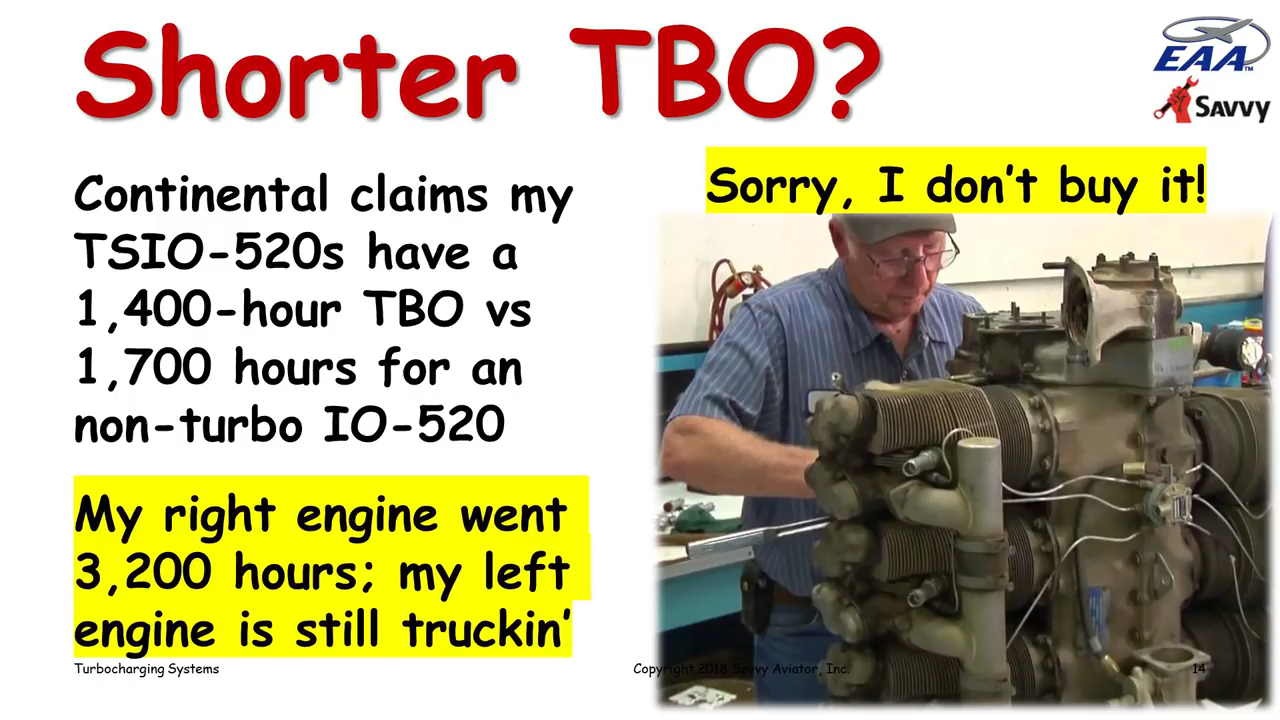 Shorter TBO?
EAA™
Savvy
Continental claims my
TSIO-520s have a
1,400-hour TBO vs
1,700 hours for an
non-turbo IO-520
Sorry, I don't buy it!
My right engine went
3,200 hours; my left
engine is still truckin'
Turbocharging Systems
Copyright 2018 Savvy Aviator, Inc.
14